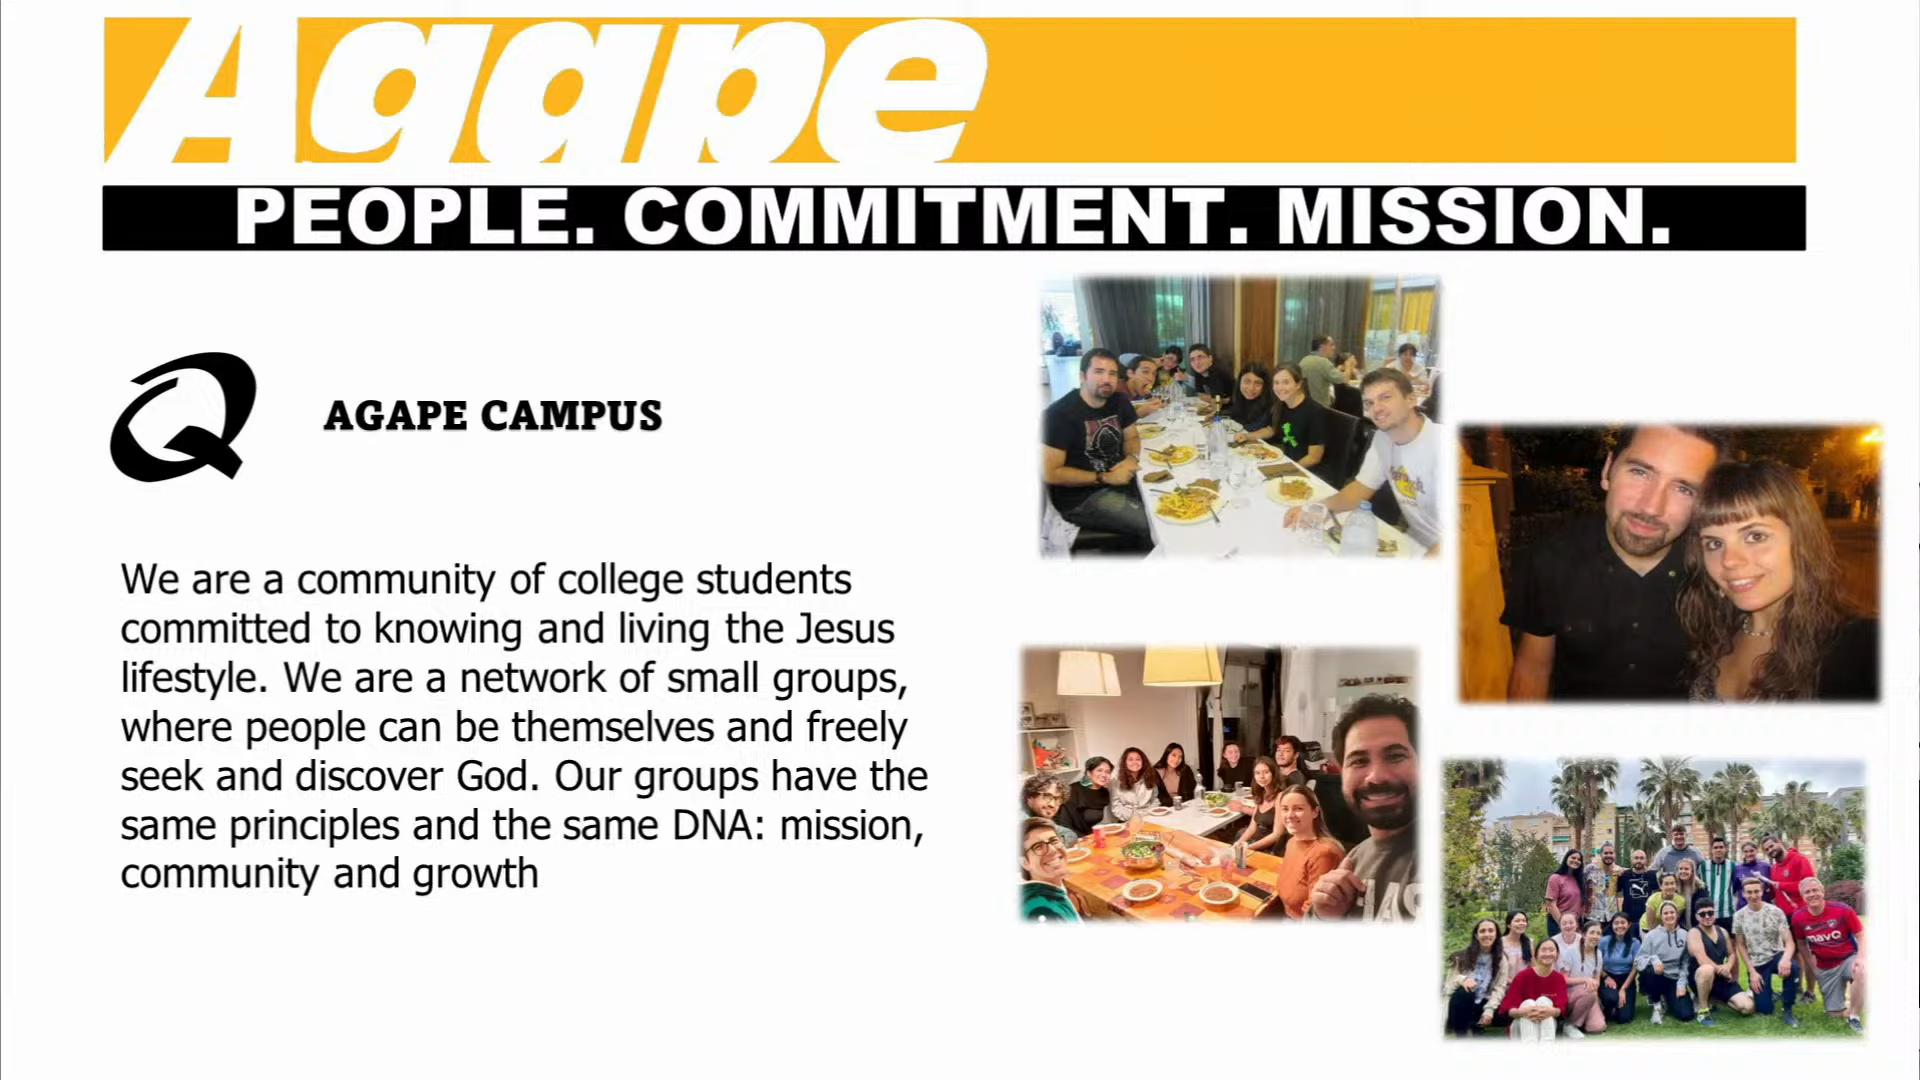 Agape
PEOPLE. COMMITMENT. MISSION.
AGAPE CAMPUS
We are a community of college students
committed to knowing and living the Jesus
lifestyle. We are a network of small groups,
where people can be themselves and freely
seek and discover God. Our groups have the
same principles and the same DNA: mission,
community and growth
mavQ